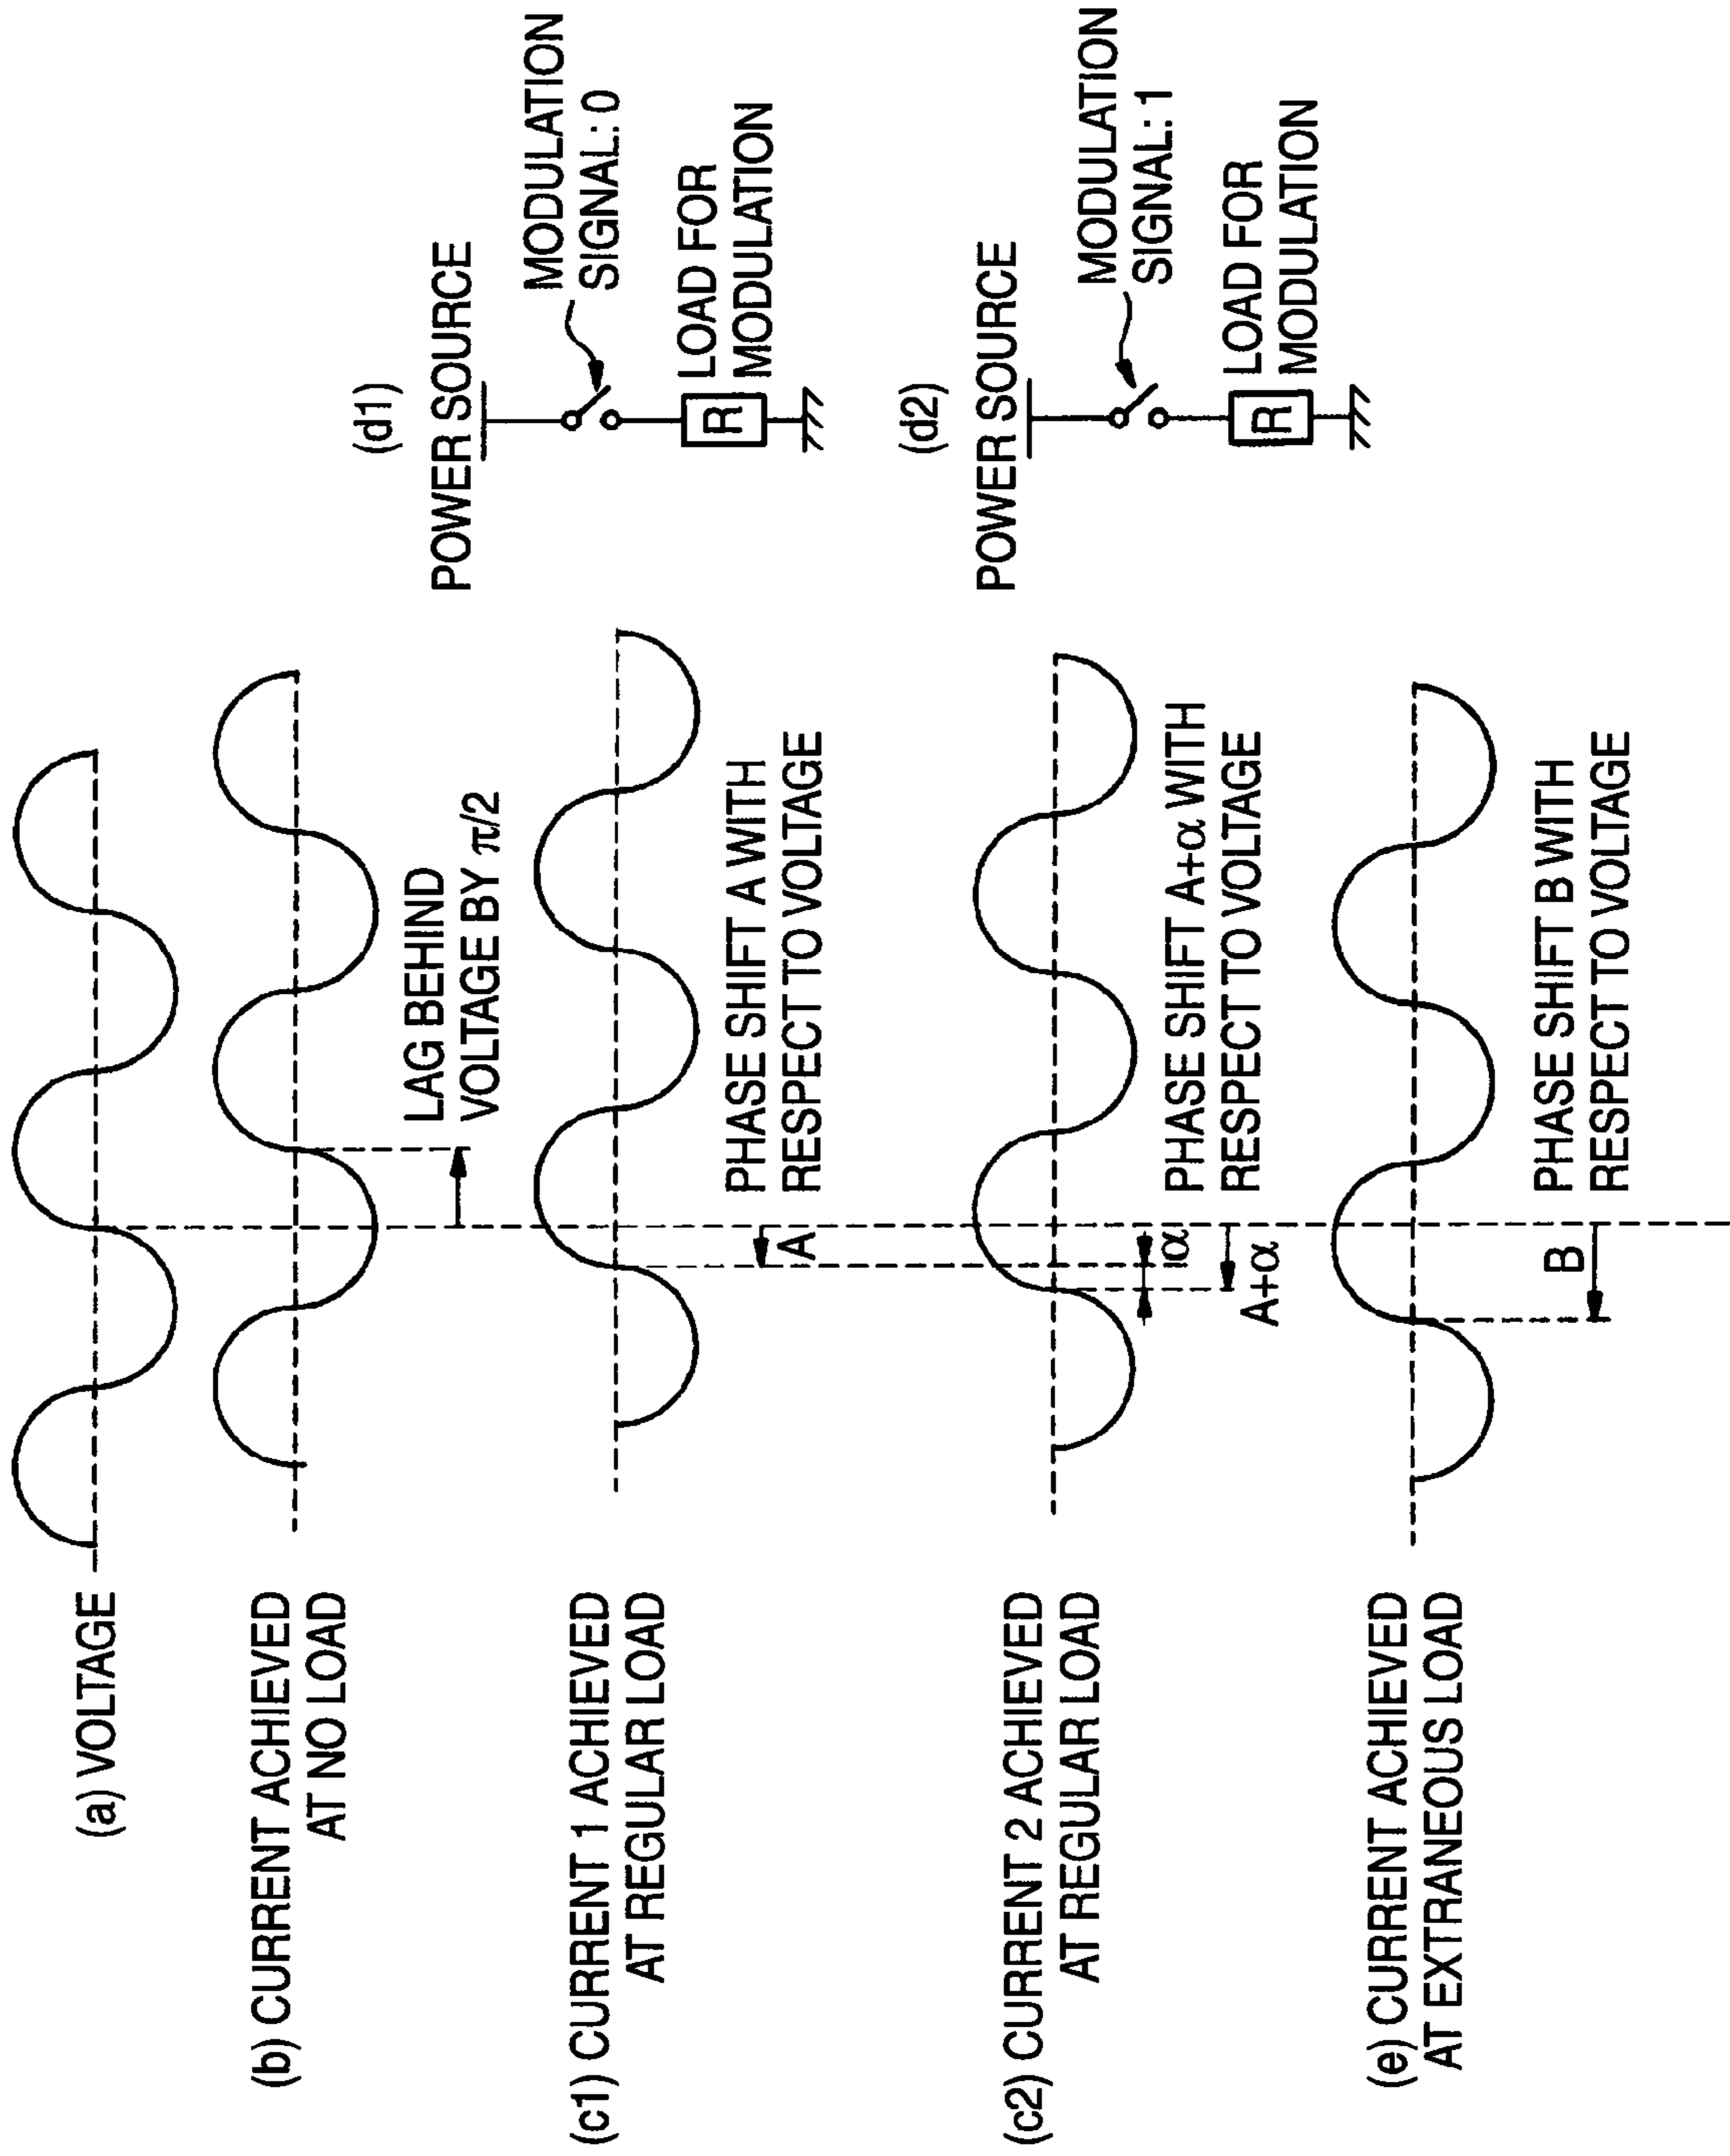 (a) VOLTAGE
(b) CURRENT ACHIEVED
AT NO LOAD
LAG BEHIND
VOLTAGE BY π/2
(c1) CURRENT 1 ACHIEVED
AT REGULAR LOAD
A
PHASE SHIFT A WITH
RESPECT TO VOLTAGE
(d1)
POWER SOURCE
MODULATION
SIGNAL: 0
R
LOAD FOR
MODULATION
(c2) CURRENT 2 ACHIEVED
AT REGULAR LOAD
α
A+α
PHASE SHIFT A+α WITH
RESPECT TO VOLTAGE
(d2)
POWER SOURCE
MODULATION
SIGNAL: 1
R
LOAD FOR
MODULATION
(e) CURRENT ACHIEVED
AT EXTRANEOUS LOAD
B
PHASE SHIFT B WITH
RESPECT TO VOLTAGE